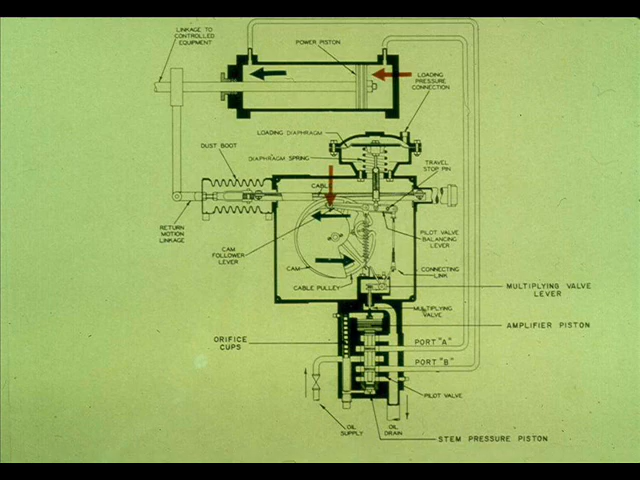 LINKAGE TO
CONTROLLED
EQUIPMENT
POWER PISTON
LOADING
PRESSURE
CONNECTION
LOADING DIAPHRAGM
DUST BOOT
DIAPHRAGM SPRING
TRAVEL
STOP PIN
CABLE
RETURN
MOTION
LINKAGE
CAM
FOLLOWER
LEVER
PILOT VALVE
BALANCING
LEVER
CAM
CABLE PULLEY
CONNECTING
LINK
MULTIPLYING VALVE
LEVER
MULTIPLYING
VALVE
AMPLIFIER PISTON
ORIFICE
CUPS
PORT "A"
PORT "B"
PILOT VALVE
OIL
SUPPLY
OIL
DRAIN
STEM PRESSURE PISTON